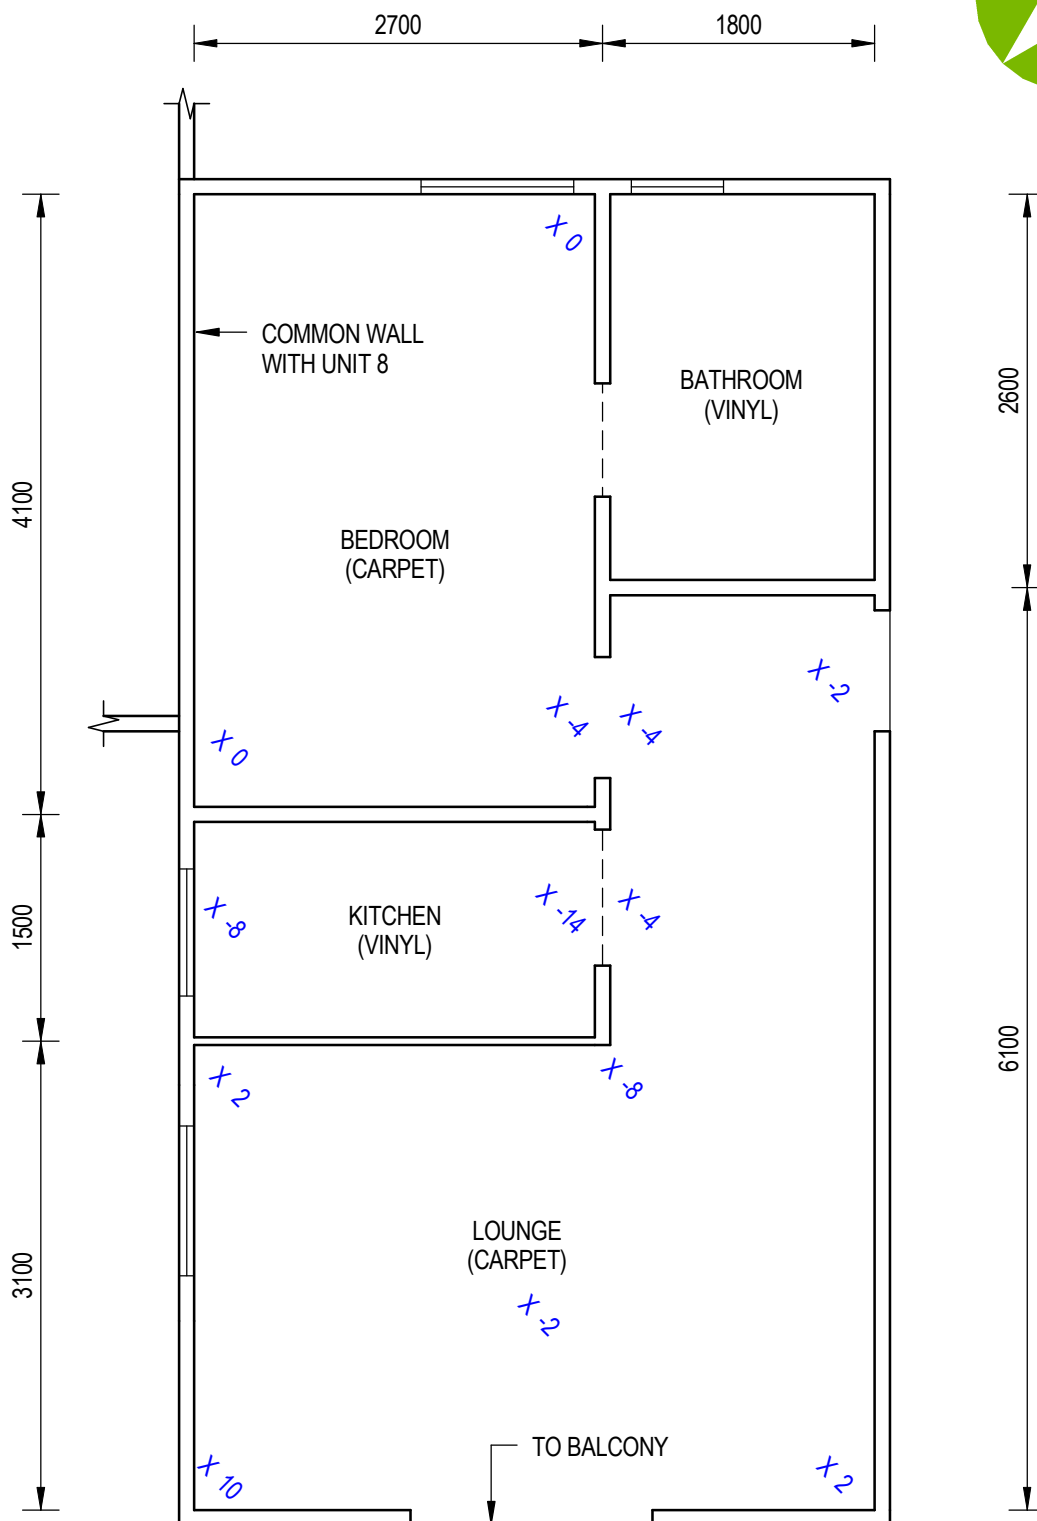 2700
1800
X 0
COMMON WALL
WITH UNIT 8
BATHROOM
(VINYL)
2600
4100
BEDROOM
(CARPET)
X -2
X -4
X -4
X 0
X -8
KITCHEN
(VINYL)
X -14
X -4
1500
6100
X 2
X -8
LOUNGE
(CARPET)
3100
X -2
TO BALCONY
X 10
X 2